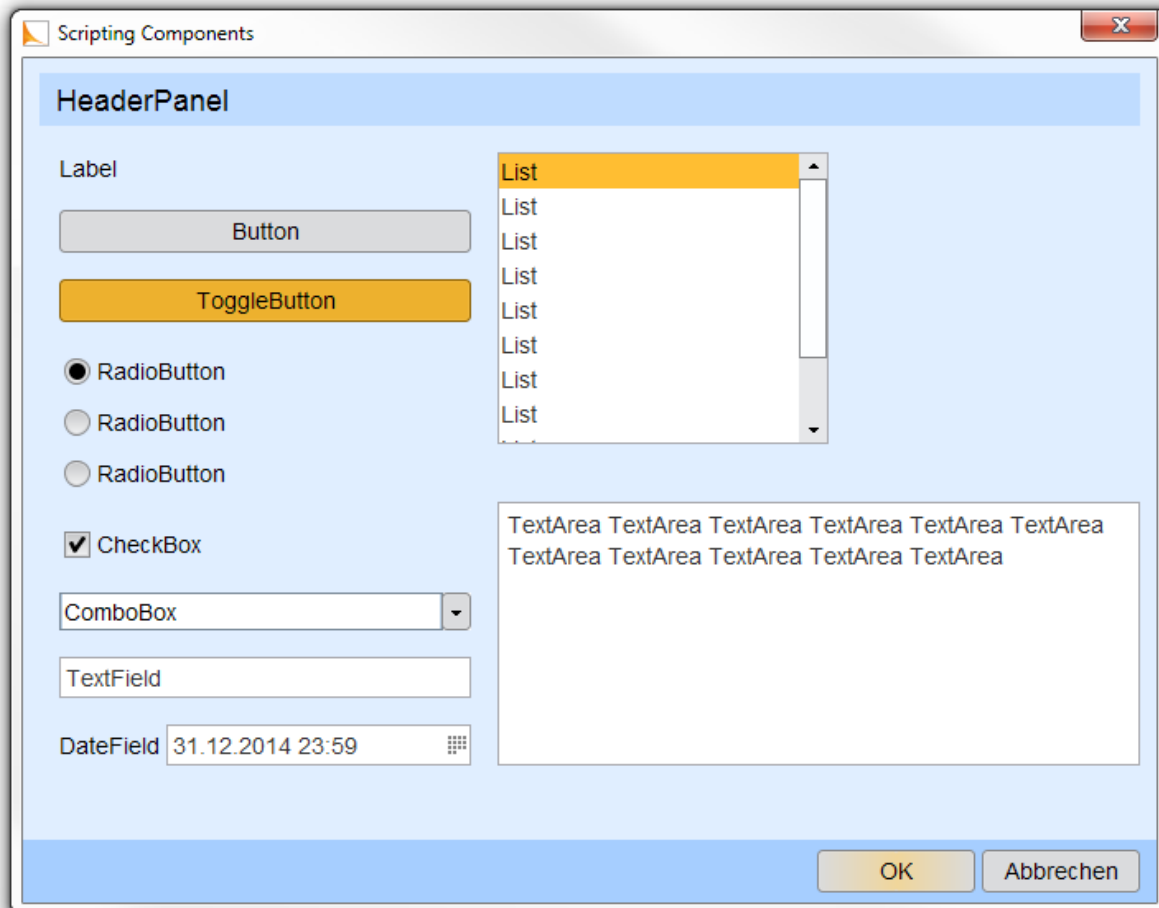 Scripting Components
HeaderPanel
Label
Button
ToggleButton
RadioButton
RadioButton
RadioButton
CheckBox
ComboBox
TextField
DateField 31.12.2014 23:59
List
List
List
List
List
List
List
List
TextArea TextArea TextArea TextArea TextArea TextArea
TextArea TextArea TextArea TextArea TextArea
OK
Abbrechen